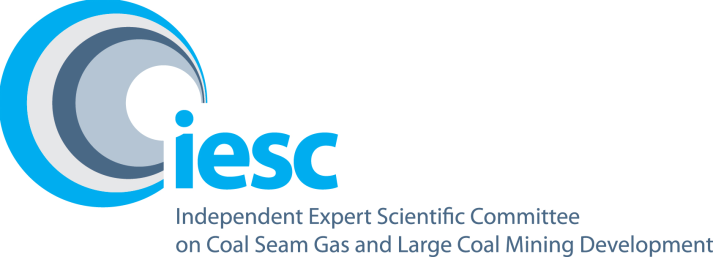 iesc
Independent Expert Scientific Committee
on Coal Seam Gas and Large Coal Mining Development